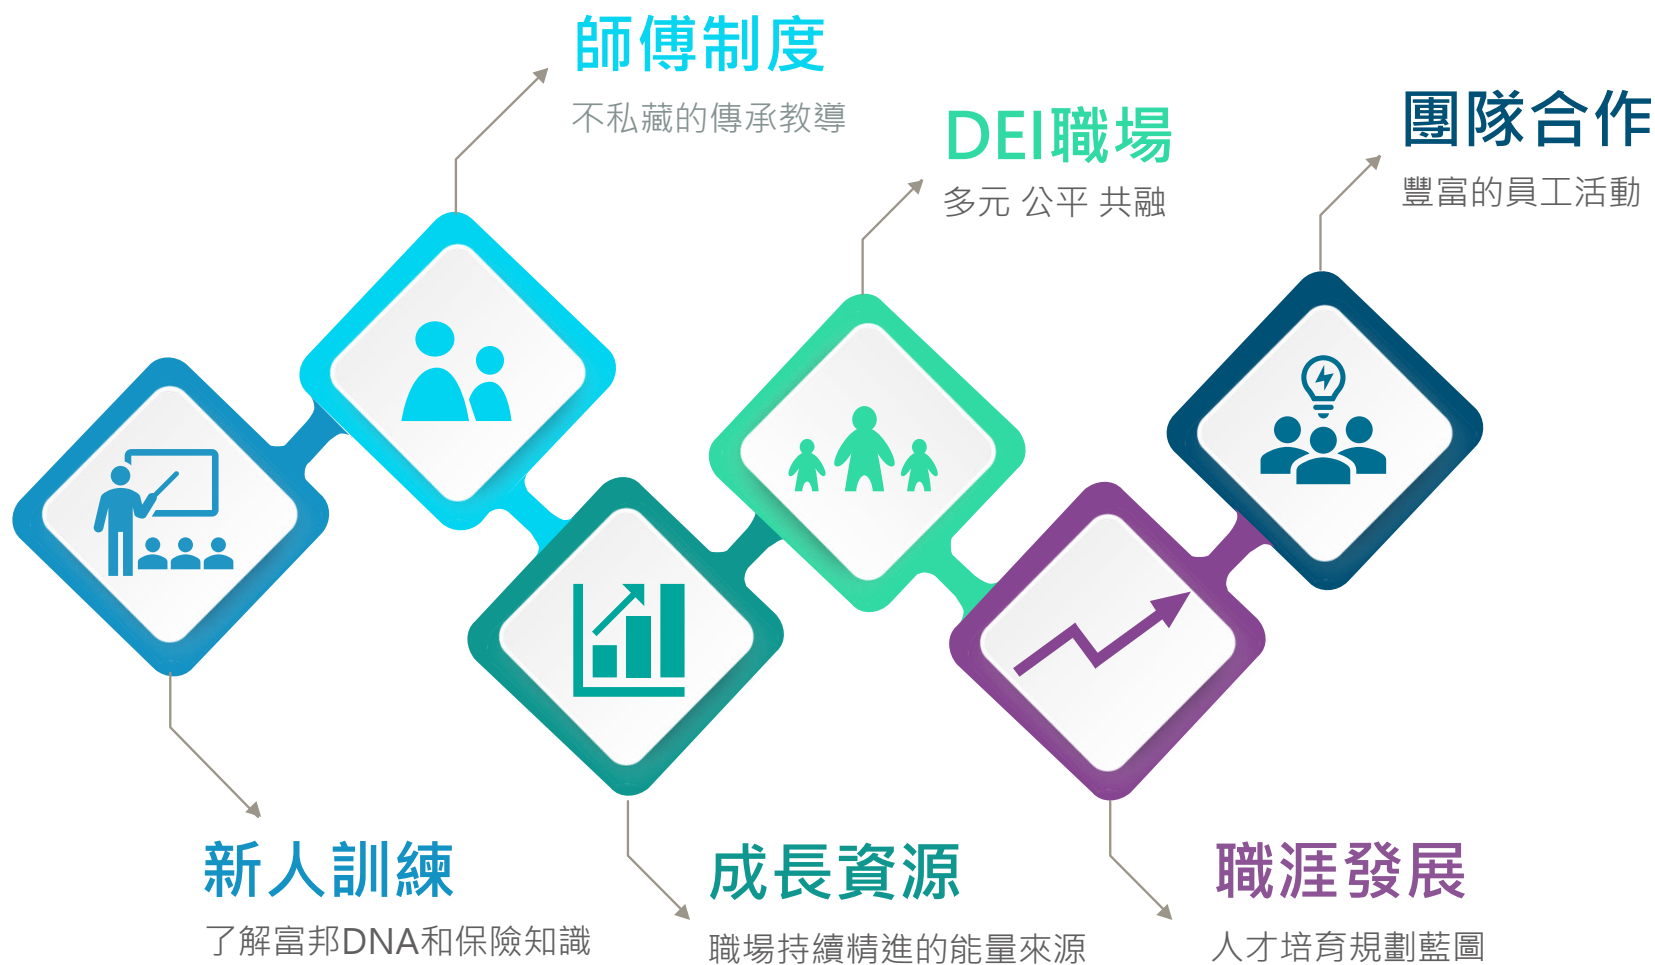 師傅制度
不私藏的傳承教導
DEI職場
多元 公平 共融
團隊合作
豐富的員工活動
新人訓練
了解富邦DNA和保險知識
成長資源
職場持續精進的能量來源
職涯發展
人才培育規劃藍圖